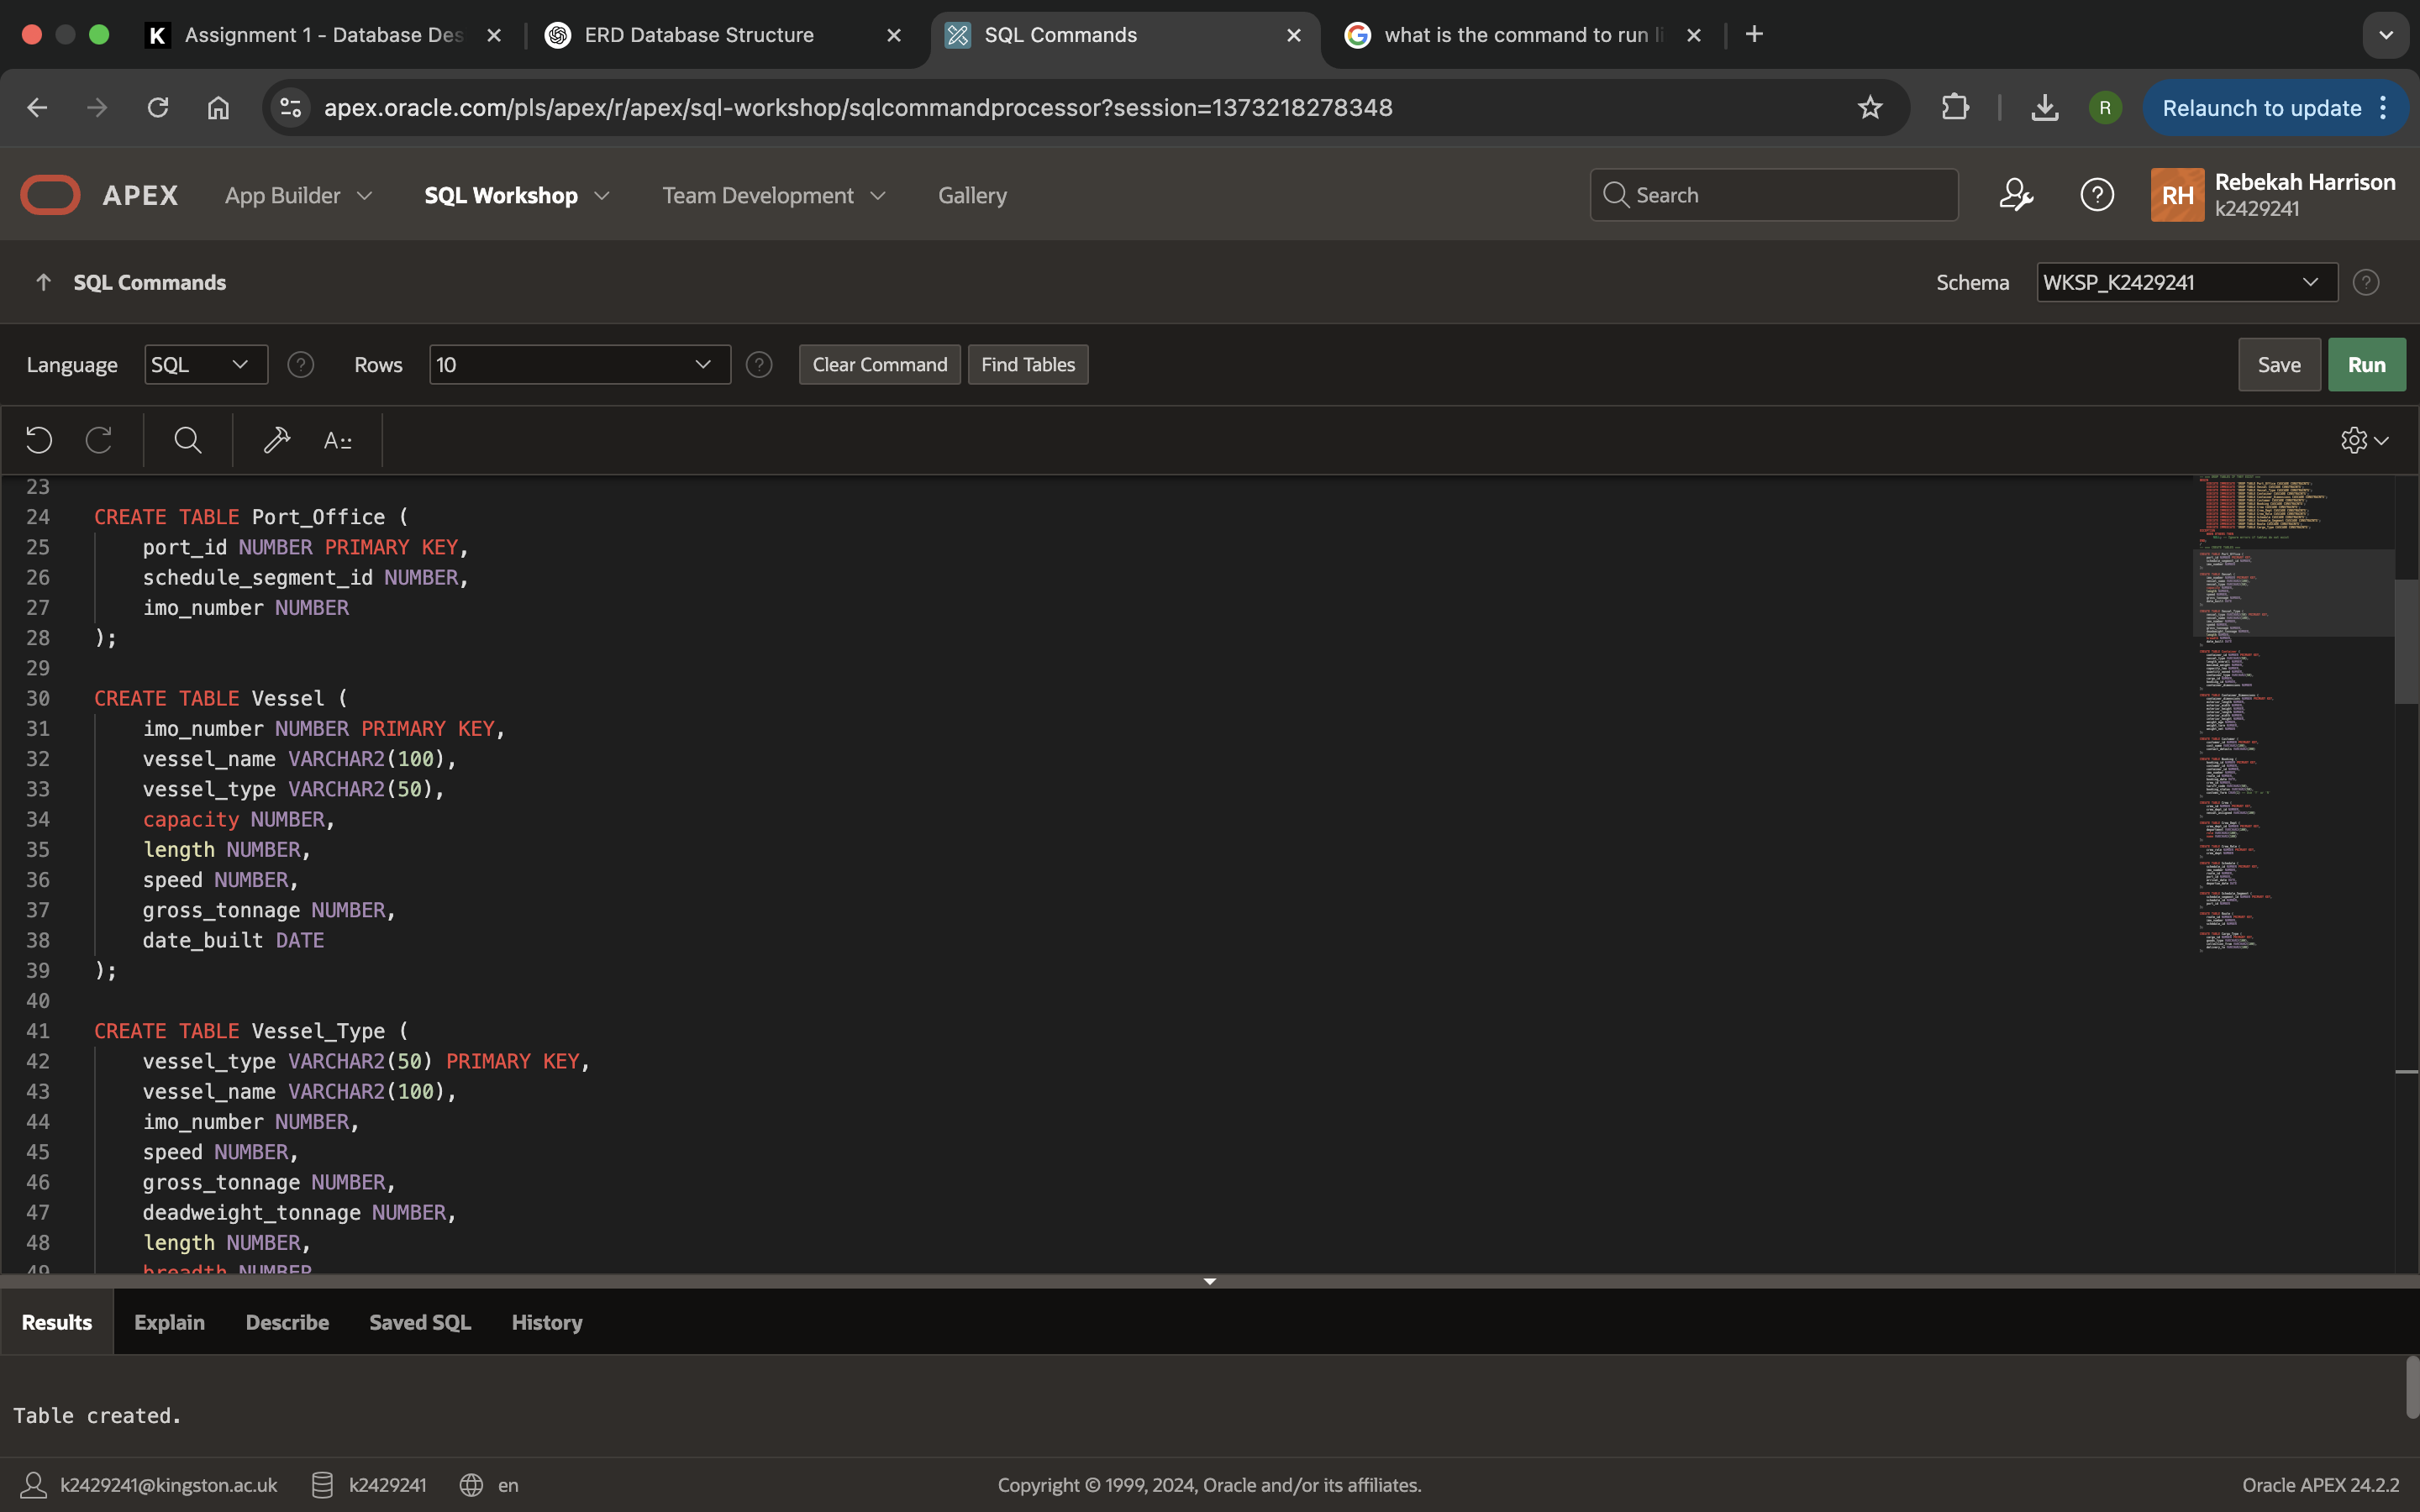 K Assignment 1 - Database Des
ERD Database Structure
SQL Commands
what is the command to run li
apex.oracle.com/pls/apex/r/apex/sql-workshop/sqlcommandprocessor?session=1373218278348
R
Relaunch to update
APEX
App Builder
SQL Workshop
Team Development
Gallery
Search
RH
Rebekah Harrison
k2429241
SQL Commands
Schema WKSP_K2429241
Language SQL Rows 10 Clear Command Find Tables Save Run
23
24 CREATE TABLE Port_Office (
25 port_id NUMBER PRIMARY KEY,
26 schedule_segment_id NUMBER,
27 imo_number NUMBER
28 );
29
30 CREATE TABLE Vessel (
31 imo_number NUMBER PRIMARY KEY,
32 vessel_name VARCHAR2(100),
33 vessel_type VARCHAR2(50),
34 capacity NUMBER,
35 length NUMBER,
36 speed NUMBER,
37 gross_tonnage NUMBER,
38 date_built DATE
39 );
40
41 CREATE TABLE Vessel_Type (
42 vessel_type VARCHAR2(50) PRIMARY KEY,
43 vessel_name VARCHAR2(100),
44 imo_number NUMBER,
45 speed NUMBER,
46 gross_tonnage NUMBER,
47 deadweight_tonnage NUMBER,
48 length NUMBER,
49 breadth NUMBER
Results Explain Describe Saved SQL History
Table created.
k2429241@kingston.ac.uk k2429241 en Copyright © 1999, 2024, Oracle and/or its affiliates. Oracle APEX 24.2.2